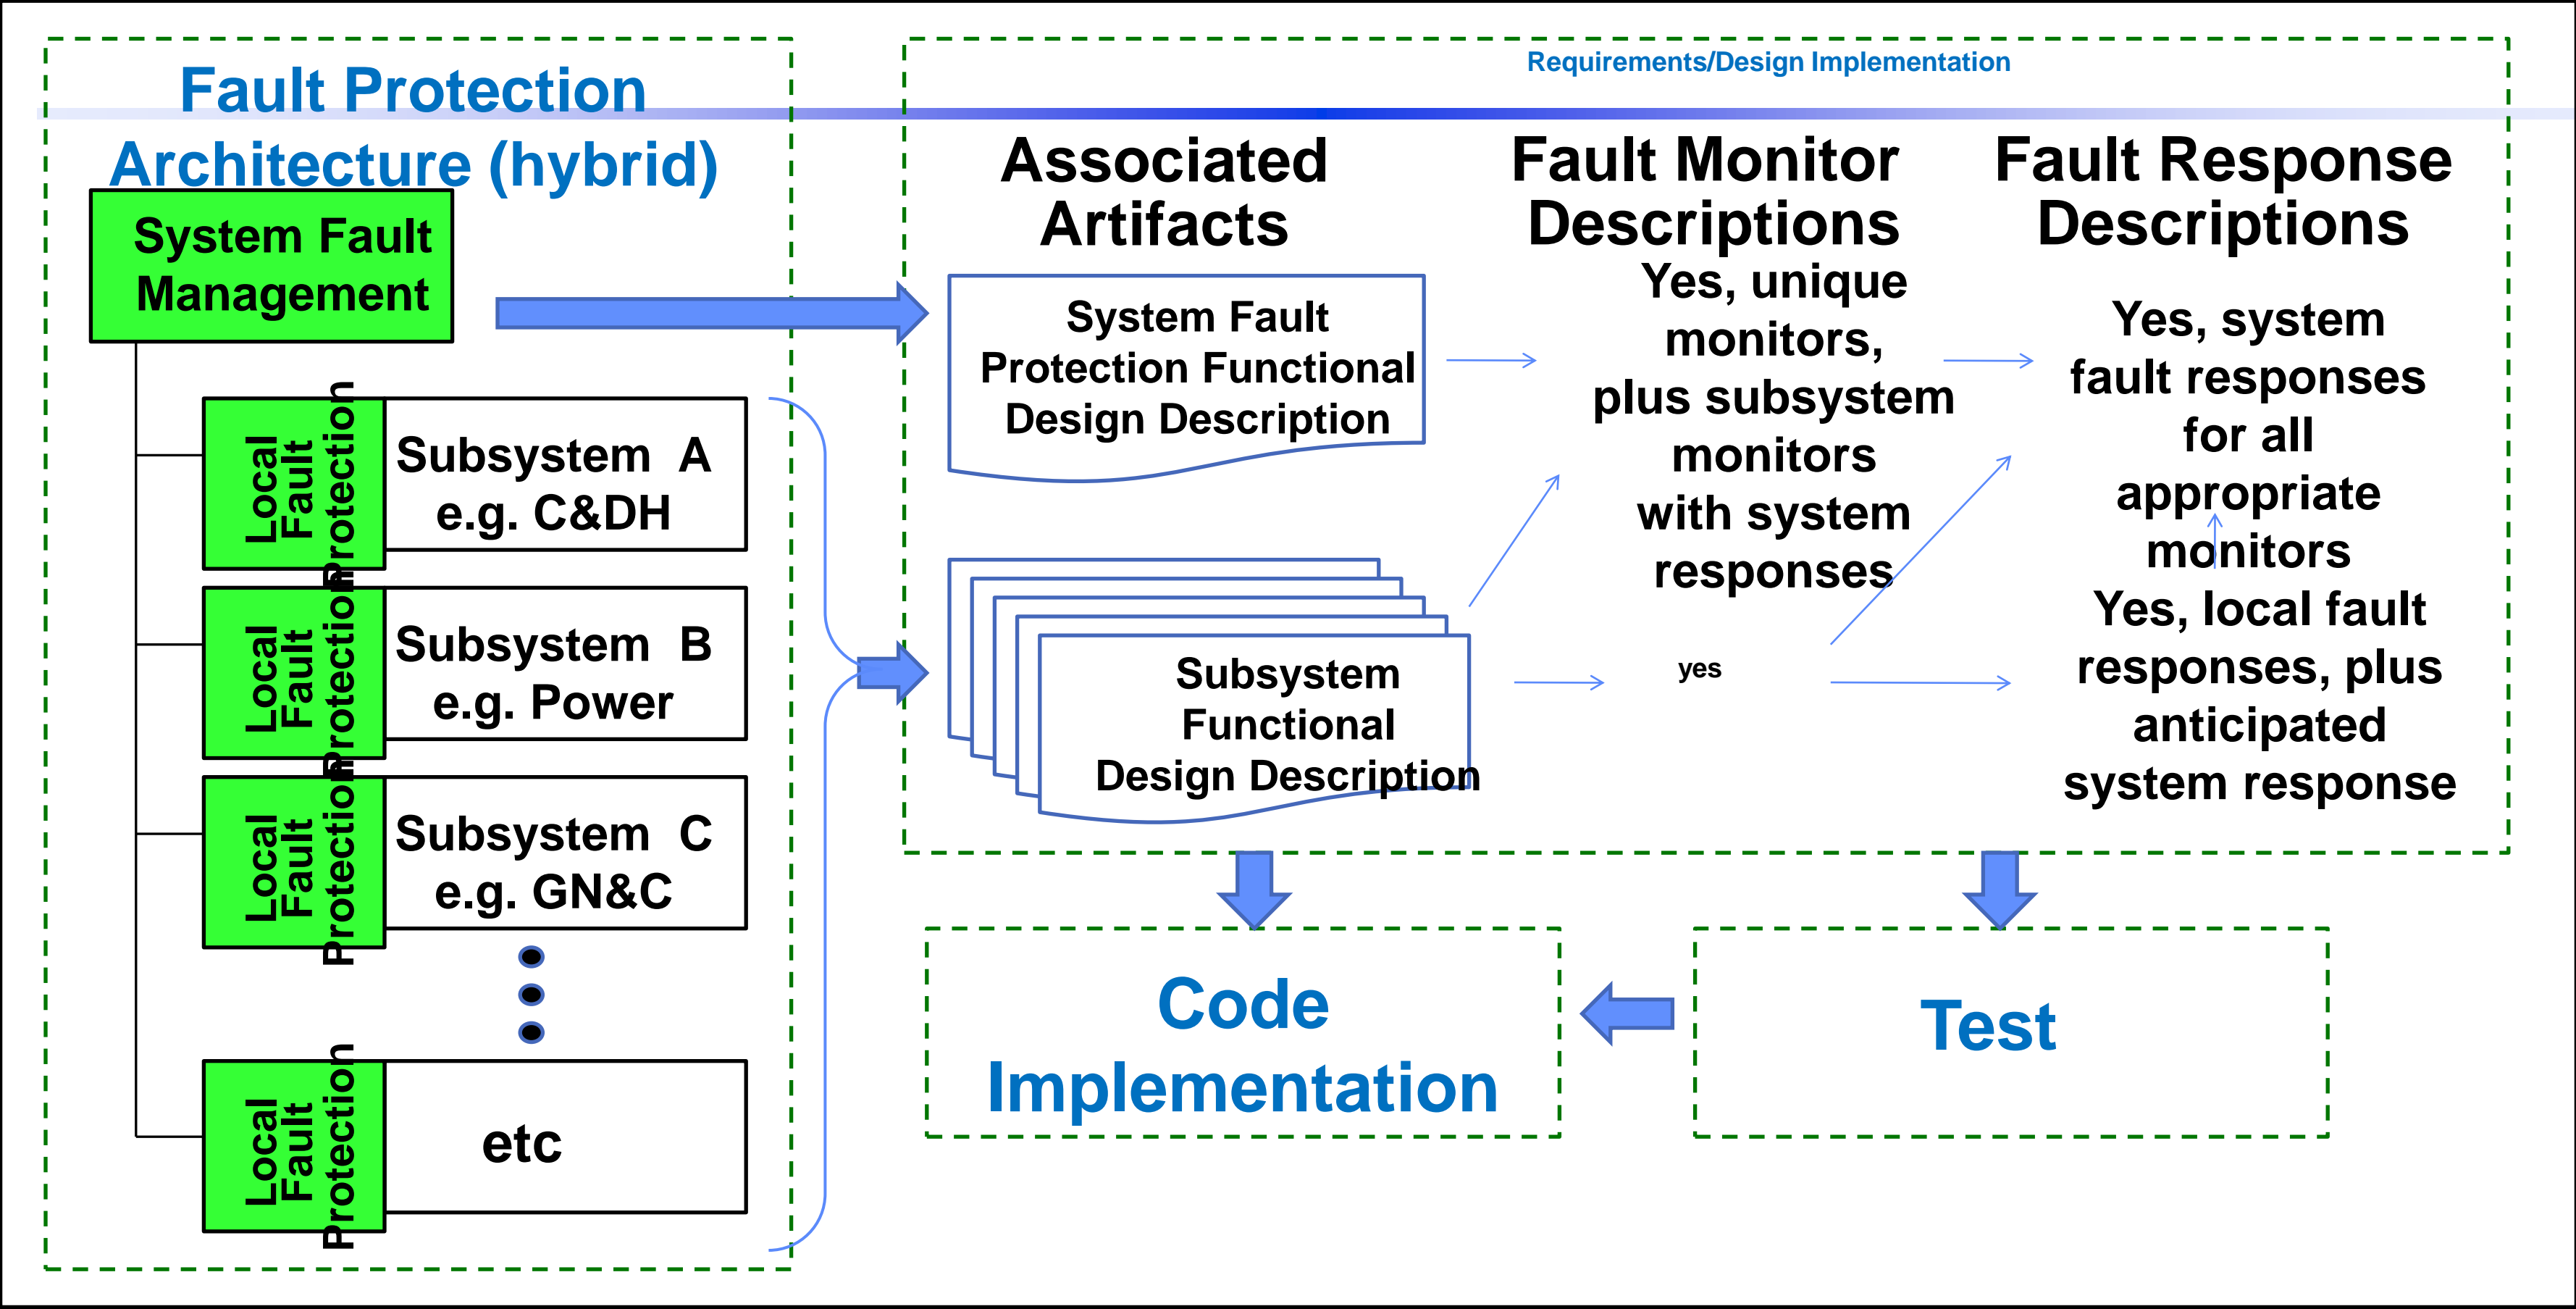 Requirements/Design Implementation
Fault Protection
Architecture (hybrid)
System Fault
Management
Local
Fault
Protection
Subsystem A
e.g. C&DH
Local
Fault
Protection
Subsystem B
e.g. Power
Local
Fault
Protection
Subsystem C
e.g. GN&C
Local
Fault
Protection
etc
Associated
Artifacts
System Fault
Protection Functional
Design Description
Subsystem
Functional
Design Description
Fault Monitor
Descriptions
Yes, unique
monitors,
plus subsystem
monitors
with system
responses
yes
Fault Response
Descriptions
Yes, system
fault responses
for all
appropriate
monitors
Yes, local fault
responses, plus
anticipated
system response
Code
Implementation
Test